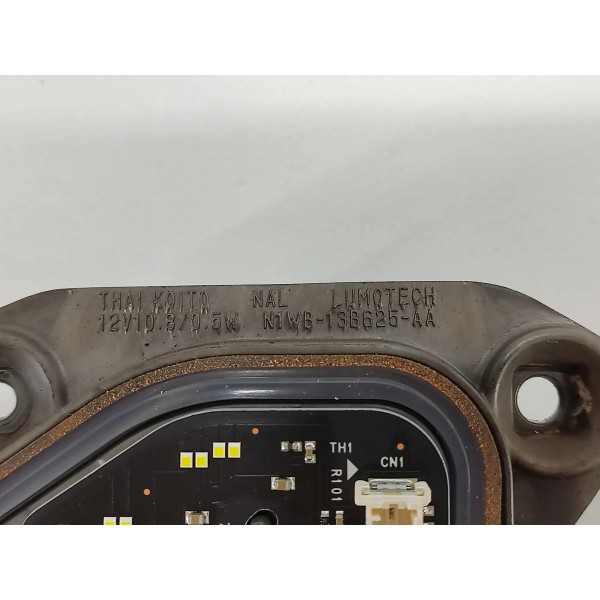 THAI KOITO NAL LUMOTECH
12V10.8/0.5W N1WB-13B625-AA
TH1
CN1
R101